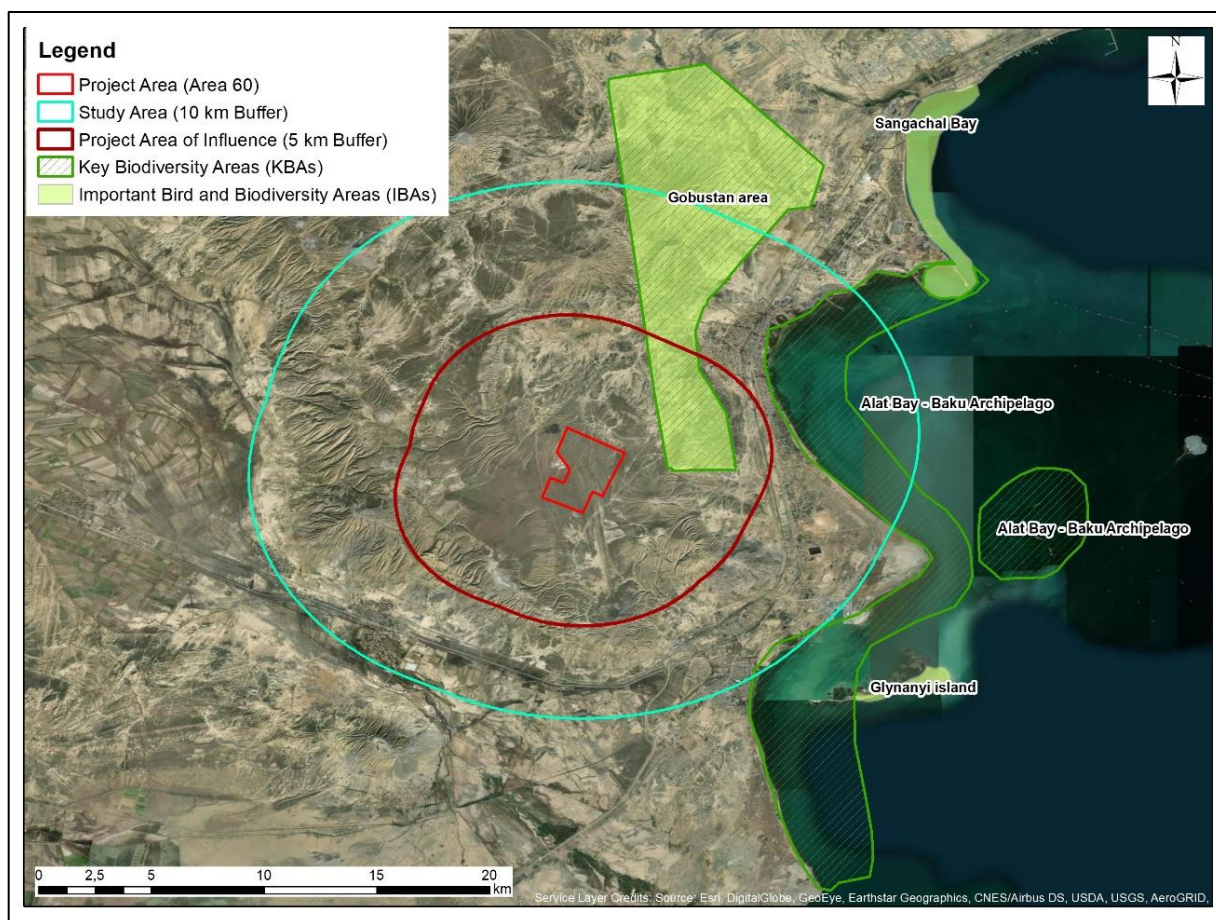 Legend
Project Area (Area 60)
Study Area (10 km Buffer)
Project Area of Influence (5 km Buffer)
Key Biodiversity Areas (KBAs)
Important Bird and Biodiversity Areas (IBAs)
N
Sangachal Bay
Gobustan area
Alat Bay - Baku Archipelago
Alat Bay - Baku Archipelago
Glynanyi island
0 2,5 5 10 15 20
km
Service Layer Credits: Source: Esri, DigitalGlobe, GeoEye, Earthstar Geographics, CNES/Airbus DS, USDA, USGS, AeroGRID,